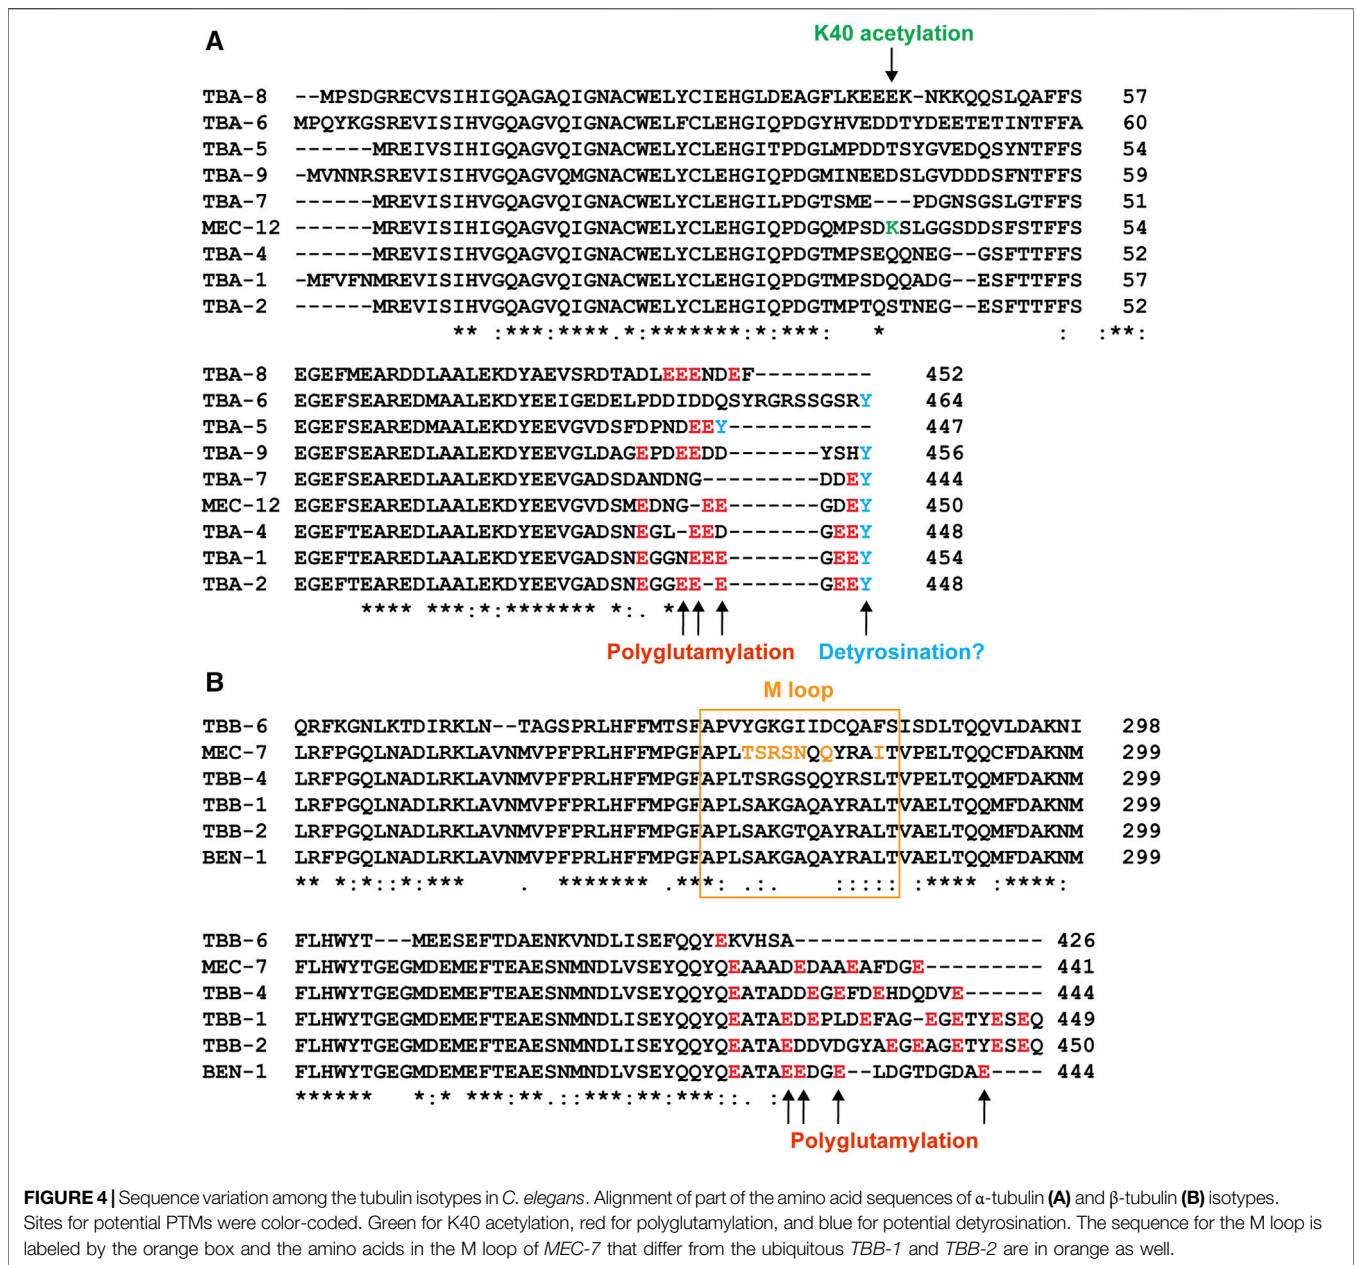 A
K40 acetylation
TBA-8 --MPSDGRECVSIHIGQAGAQIGNACWELYCIEHGLDEAGFLKEEEK-NKKQQSLQAFFS 57
TBA-6 MPQYKGSREVISIHVGQAGVQIGNACWELFCLEHGIQPDGYHVEDDTYDEETETINTFFA 60
TBA-5 ------MREIVSIHIGQAGVQIGNACWELYCLEHGITPDGLMPDDTSYGVEDQSYNTFFS 54
TBA-9 -MVNNRSREVISIHVGQAGVQMGNACWELYCLEHGIQPDGMINEEDSLGVDDDSFNTFFS 59
TBA-7 ------MREVISIHVGQAGVQIGNACWELYCLEHGILPDGTSME---PDGNSGSLGTFFS 51
MEC-12 ------MREVISIHVGQAGVQIGNACWELYCLEHGIQPDGQMPSDKSLGGSDDSFSTFFS 54
TBA-4 ------MREVISIHVGQAGVQIGNACWELYCLEHGIQPDGTMPSEQQNEG--GSFTTFFS 52
TBA-1 -MFVFNMREVISIHVGQAGVQIGNACWELYCLEHGIQPDGTMPSDQQADG--ESFTTFFS 57
TBA-2 ------MREVISIHVGQAGVQIGNACWELYCLEHGIQPDGTMPTQSTNEG--ESFTTFFS 52
** :***:****.*:*******:*:***:   *             :  :**:
TBA-8 EGEFMEARDDLAALEKDYAEVSRDTADLEEENDEF--------- 452
TBA-6 EGEFSEAREDMAALEKDYEEIGEDELPDDIDDQSYRGRSSGSRY 464
TBA-5 EGEFSEAREDMAALEKDYEEVGVDSFDPNDEEY----------- 447
TBA-9 EGEFSEAREDLAALEKDYEEVGLDAGEPDEEDD-------YSHY 456
TBA-7 EGEFSEAREDLAALEKDYEEVGADSDANDNG---------DDEY 444
MEC-12 EGEFSEAREDLAALEKDYEEVGVDSMEDNG-EE-------GDEY 450
TBA-4 EGEFTEAREDLAALEKDYEEVGADSNEGL-EED-------GEEY 448
TBA-1 EGEFTEAREDLAALEKDYEEVGADSNEGGNEEE-------GEEY 454
TBA-2 EGEFTEAREDLAALEKDYEEVGADSNEGGEE-E-------GEEY 448
**** ***:*:******* *:. *
Polyglutamylation Detyrosination?
B
M loop
TBB-6 QRFKGNLKTDIRKLN--TAGSPRLHFFMTSFAPVYGKGIIDCQAFSISDLTQQVLDAKNI 298
MEC-7 LRFPGQLNADLRKLAVNMVPFPRLHFFMPGFAPLTSRSNQQYRAITVPELTQQCFDAKNM 299
TBB-4 LRFPGQLNADLRKLAVNMVPFPRLHFFMPGFAPLTSRGSQQYRSLTVPELTQQMFDAKNM 299
TBB-1 LRFPGQLNADLRKLAVNMVPFPRLHFFMPGFAPLSAKGAQAYRALTVAELTQQMFDAKNM 299
TBB-2 LRFPGQLNADLRKLAVNMVPFPRLHFFMPGFAPLSAKGTQAYRALTVAELTQQMFDAKNM 299
BEN-1 LRFPGQLNADLRKLAVNMVPFPRLHFFMPGFAPLSAKGAQAYRALTVAELTQQMFDAKNM 299
** *:*::*:***    .  ******* .***: .:.    ::::: :**** :****:
TBB-6 FLHWYT---MEESEFTDAENKVNDLISEFQQYEKVHSA------------------- 426
MEC-7 FLHWYTGEGMDEMEFTEAESNMNDLVSEYQQYQEAAADEDAAEAFDGE--------- 441
TBB-4 FLHWYTGEGMDEMEFTEAESNMNDLVSEYQQYQEATADDEGEFDEHDQDVE------ 444
TBB-1 FLHWYTGEGMDEMEFTEAESNMNDLISEYQQYQEATAEDEPLDEFAG-EGETYESEQ 449
TBB-2 FLHWYTGEGMDEMEFTEAESNMNDLISEYQQYQEATAEDDVDGYAEGEAGETYESEQ 450
BEN-1 FLHWYTGEGMDEMEFTEAESNMNDLVSEYQQYQEATAEEDGE--LDGTDGDAE---- 444
******   *:* ***:**.::***:**:***::. :
Polyglutamylation
FIGURE 4 | Sequence variation among the tubulin isotypes in C. elegans. Alignment of part of the amino acid sequences of α-tubulin (A) and β-tubulin (B) isotypes.
Sites for potential PTMs were color-coded. Green for K40 acetylation, red for polyglutamylation, and blue for potential detyrosination. The sequence for the M loop is
labeled by the orange box and the amino acids in the M loop of MEC-7 that differ from the ubiquitous TBB-1 and TBB-2 are in orange as well.